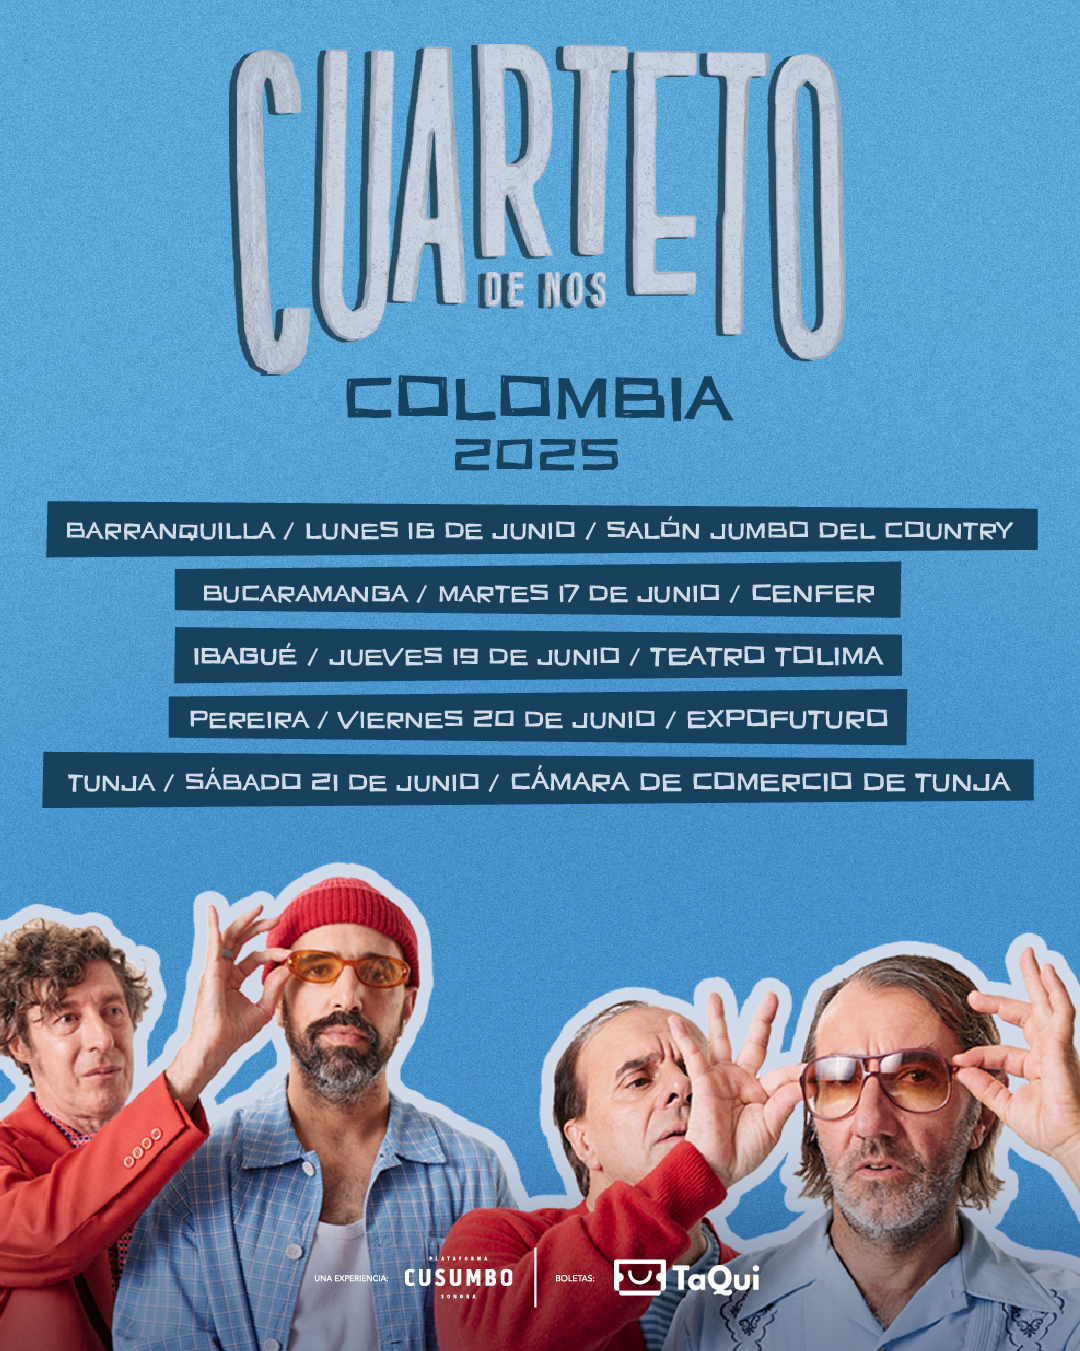 CUARTETO
DE NOS
COLOMBIA
2025
BARRANQUILLA / LUNES 16 DE JUNIO / SALÓN JUMBO DEL COUNTRY
BUCARAMANGA / MARTES 17 DE JUNIO / CENFER
IBAGUÉ / JUEVES 19 DE JUNIO / TEATRO TOLIMA
PEREIRA / VIERNES 20 DE JUNIO / EXPOFUTURO
TUNJA / SÁBADO 21 DE JUNIO / CÁMARA DE COMERCIO DE TUNJA
UNA EXPERIENCIA:
PLATAFORMA
CUSUMBO
SONORA
BOLETAS:
TaQui